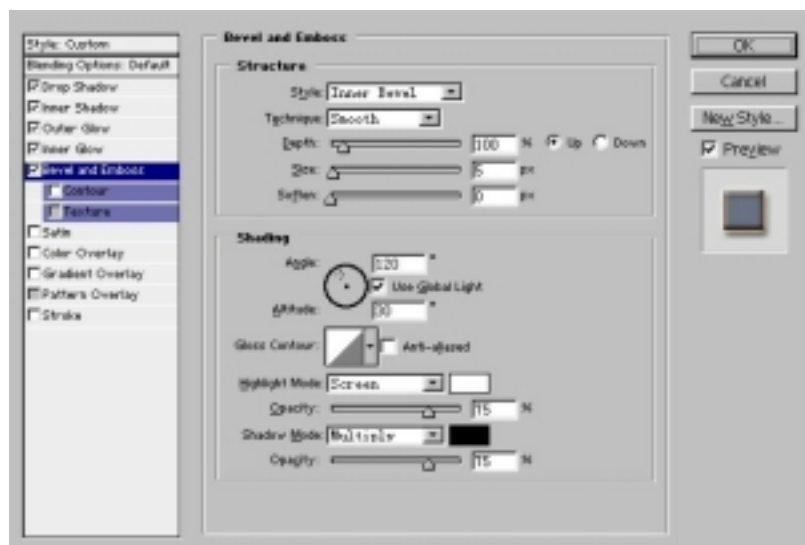 Style: Custom
Blending Options: Default
Drop Shadow
Inner Shadow
Outer Glow
Inner Glow
Bevel and Emboss
Contour
Texture
Satin
Color Overlay
Gradient Overlay
Pattern Overlay
Stroke
Bevel and Emboss
Structure
Style: Inner Bevel
Technique: Smooth
Depth: 100 % Up Down
Size: 5 px
Soften: 0 px
Shading
Angle: 120 °
Use Global Light
Altitude: 30 °
Gloss Contour: Anti-aliased
Highlight Mode: Screen
Opacity: 75 %
Shadow Mode: Multiply
Opacity: 75 %
OK
Cancel
New Style...
Preview